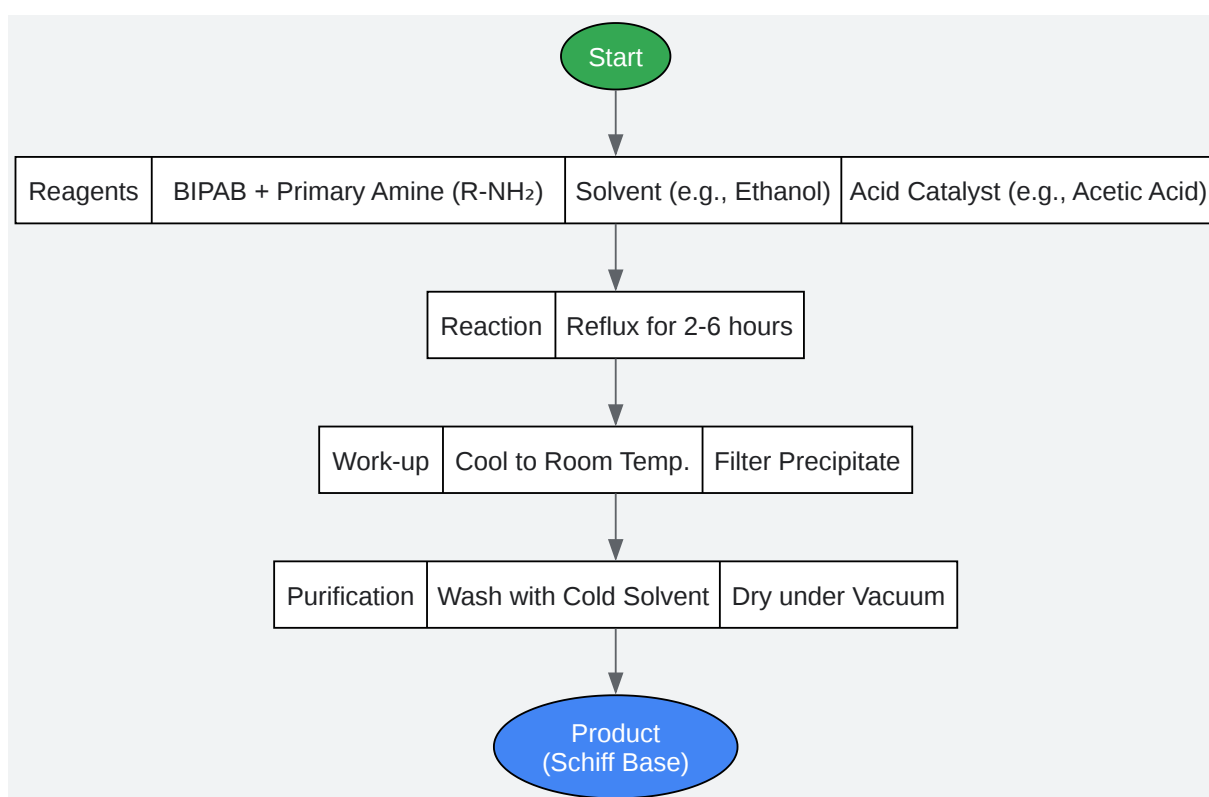 Start
Reagents
BIPAB + Primary Amine (R-NH₂)
Solvent (e.g., Ethanol)
Acid Catalyst (e.g., Acetic Acid)
Reaction
Reflux for 2-6 hours
Work-up
Cool to Room Temp.
Filter Precipitate
Purification
Wash with Cold Solvent
Dry under Vacuum
Product
(Schiff Base)